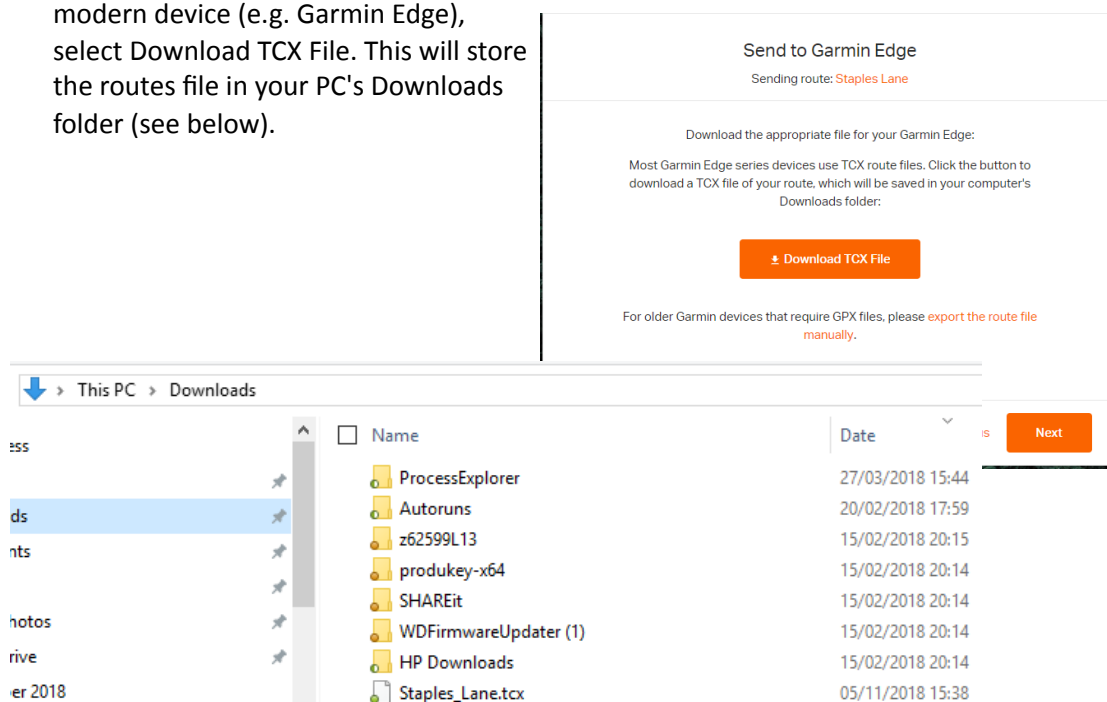 modern device (e.g. Garmin Edge),
select Download TCX File. This will store
the routes file in your PC's Downloads
folder (see below).
Send to Garmin Edge
Sending route: Staples Lane
Download the appropriate file for your Garmin Edge:
Most Garmin Edge series devices use TCX route files. Click the button to
download a TCX file of your route, which will be saved in your computer's
Downloads folder:
Download TCX File
For older Garmin devices that require GPX files, please export the route file
manually.
Next
This PC > Downloads
ess
ds
nts
hotos
rive
er 2018
Name Date
ProcessExplorer 27/03/2018 15:44
Autoruns 20/02/2018 17:59
z62599L13 15/02/2018 20:15
produkey-x64 15/02/2018 20:14
SHAREit 15/02/2018 20:14
WDFirmwareUpdater (1) 15/02/2018 20:14
HP Downloads 15/02/2018 20:14
Staples_Lane.tcx 05/11/2018 15:38